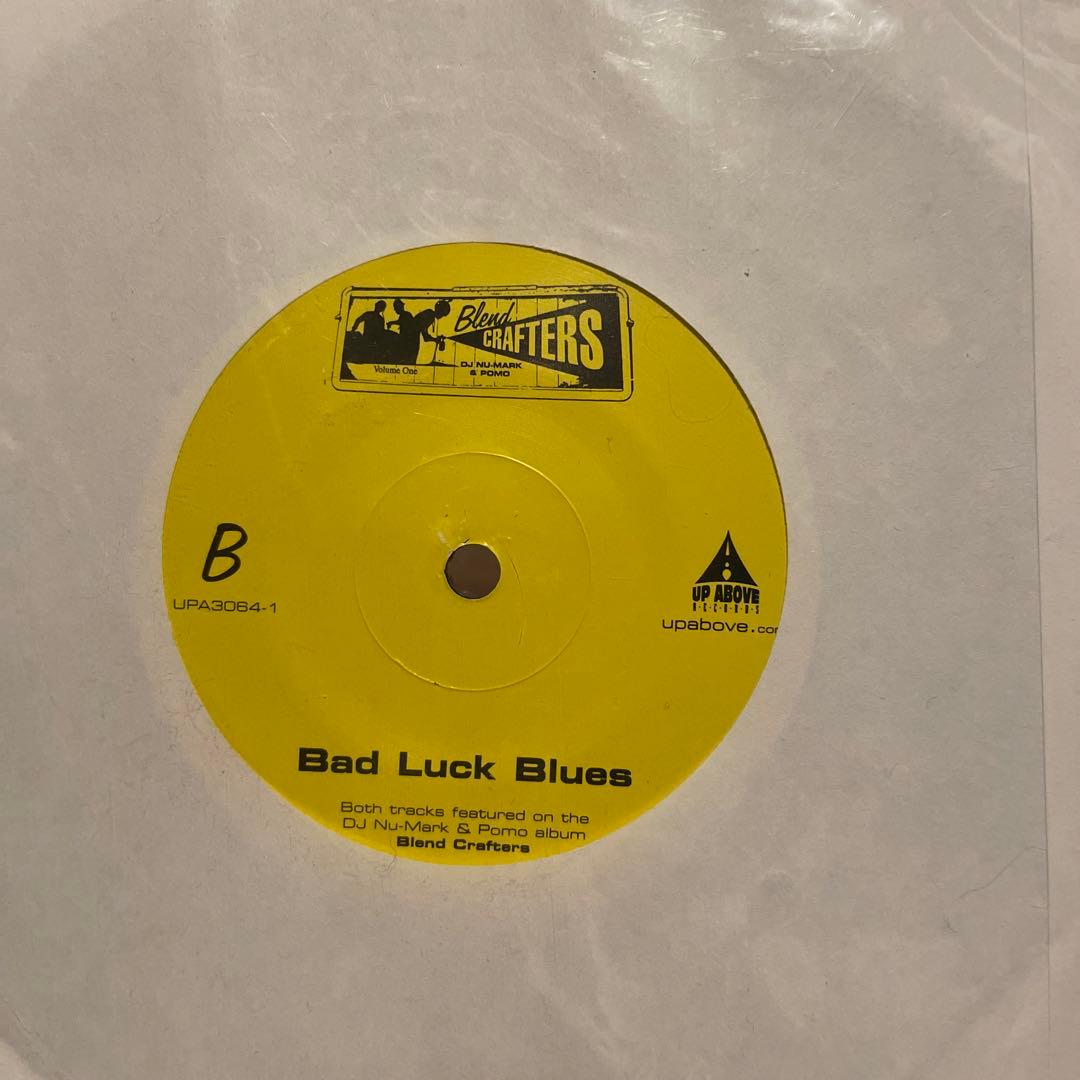 Blend
CRAFTERS
DJ NU-MARK
& POMO
Volume One
B
UPA3064-1
UP ABOVE
RECORDS
upabove.com
Bad Luck Blues
Both tracks featured on the
DJ Nu-Mark & Pomo album
Blend Crafters